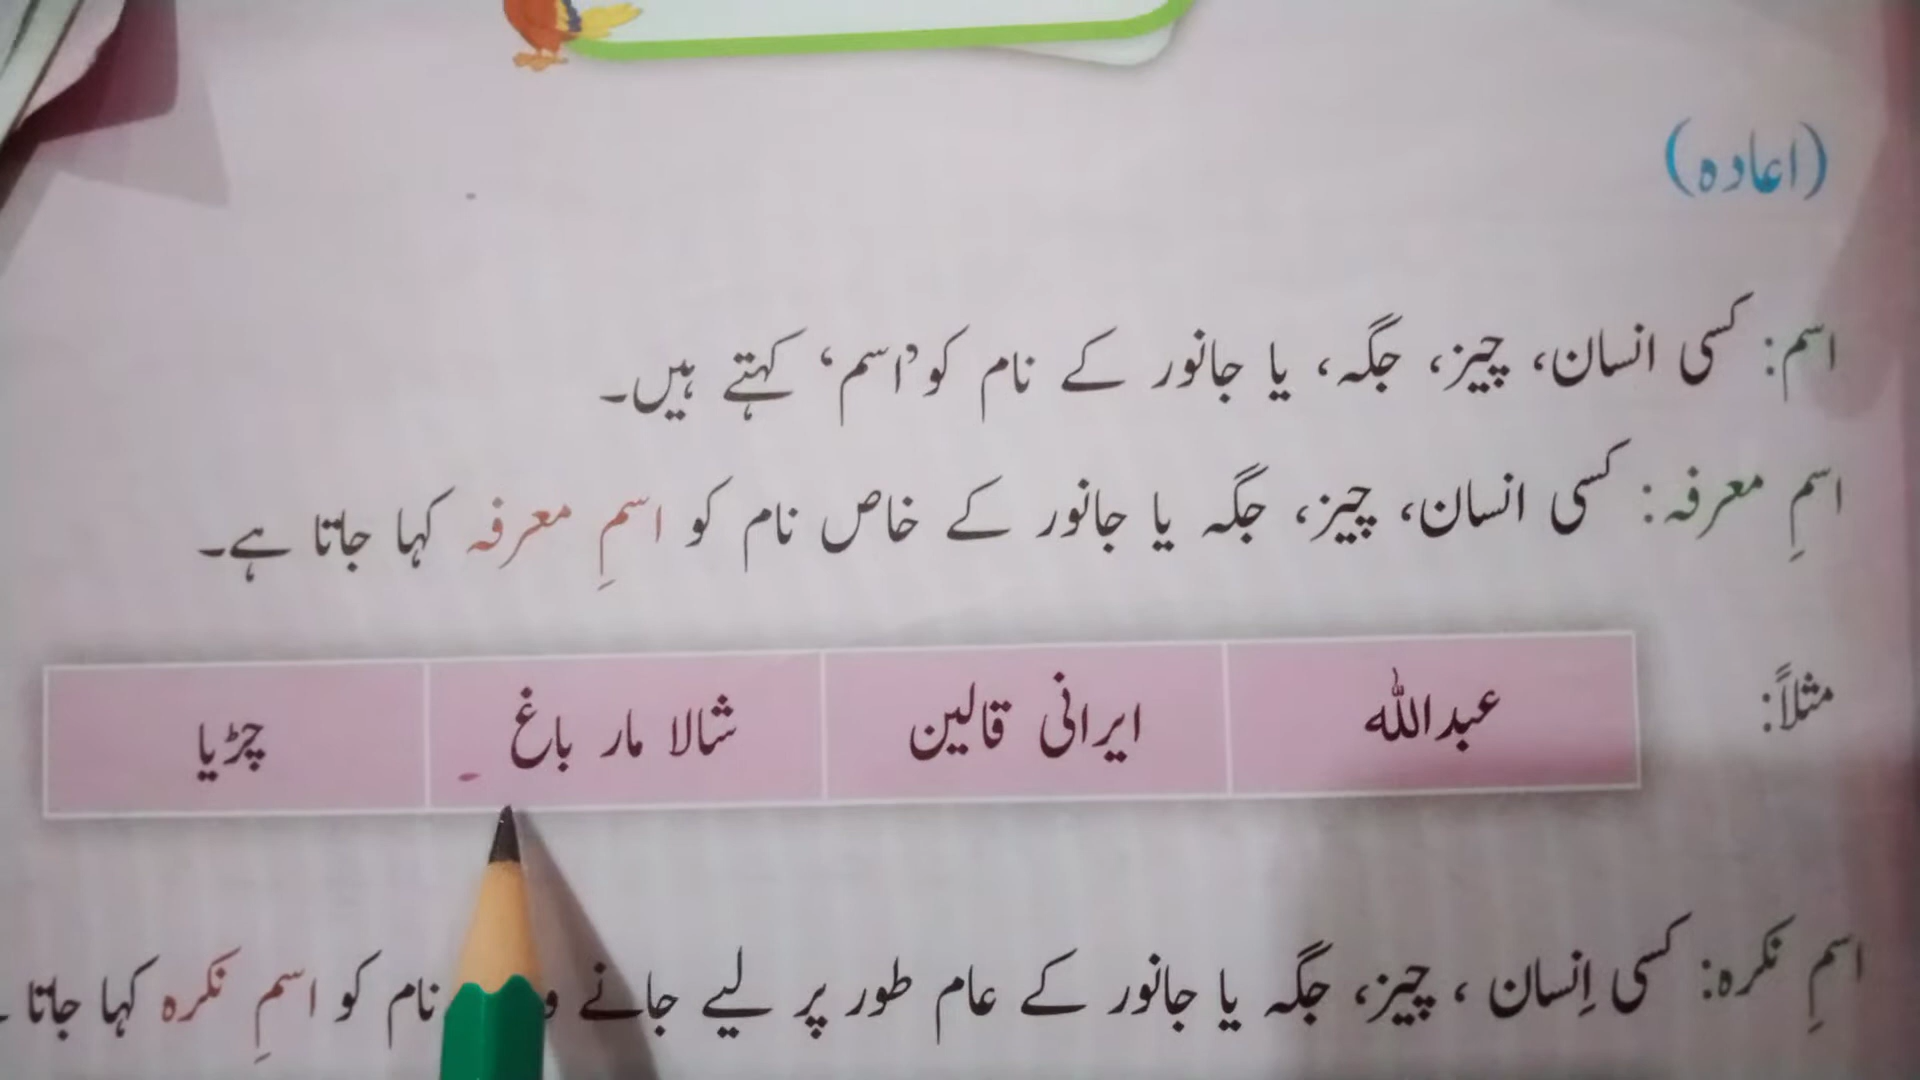 (اعادہ)
اسم: کسی انسان، چیز، جگہ، یا جانور کے نام کو ’اسم‘ کہتے ہیں۔
اسمِ معرفہ: کسی انسان، چیز، جگہ یا جانور کے خاص نام کو اسمِ معرفہ کہا جاتا ہے۔
مثلاً: عبداللہ ایرانی قالین شالا مار باغ چڑیا
اسمِ نکرہ: کسی اِنسان ، چیز، جگہ یا جانور کے عام طور پر لیے جانے نام کو اسمِ نکرہ کہا جاتا